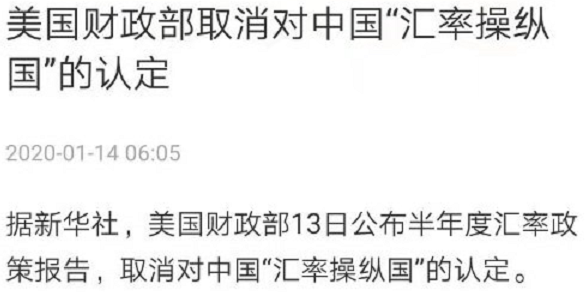 美国财政部取消对中国“汇率操纵
国”的认定
2020-01-14 06:05
据新华社，美国财政部13日公布半年度汇率政
策报告，取消对中国“汇率操纵国”的认定。